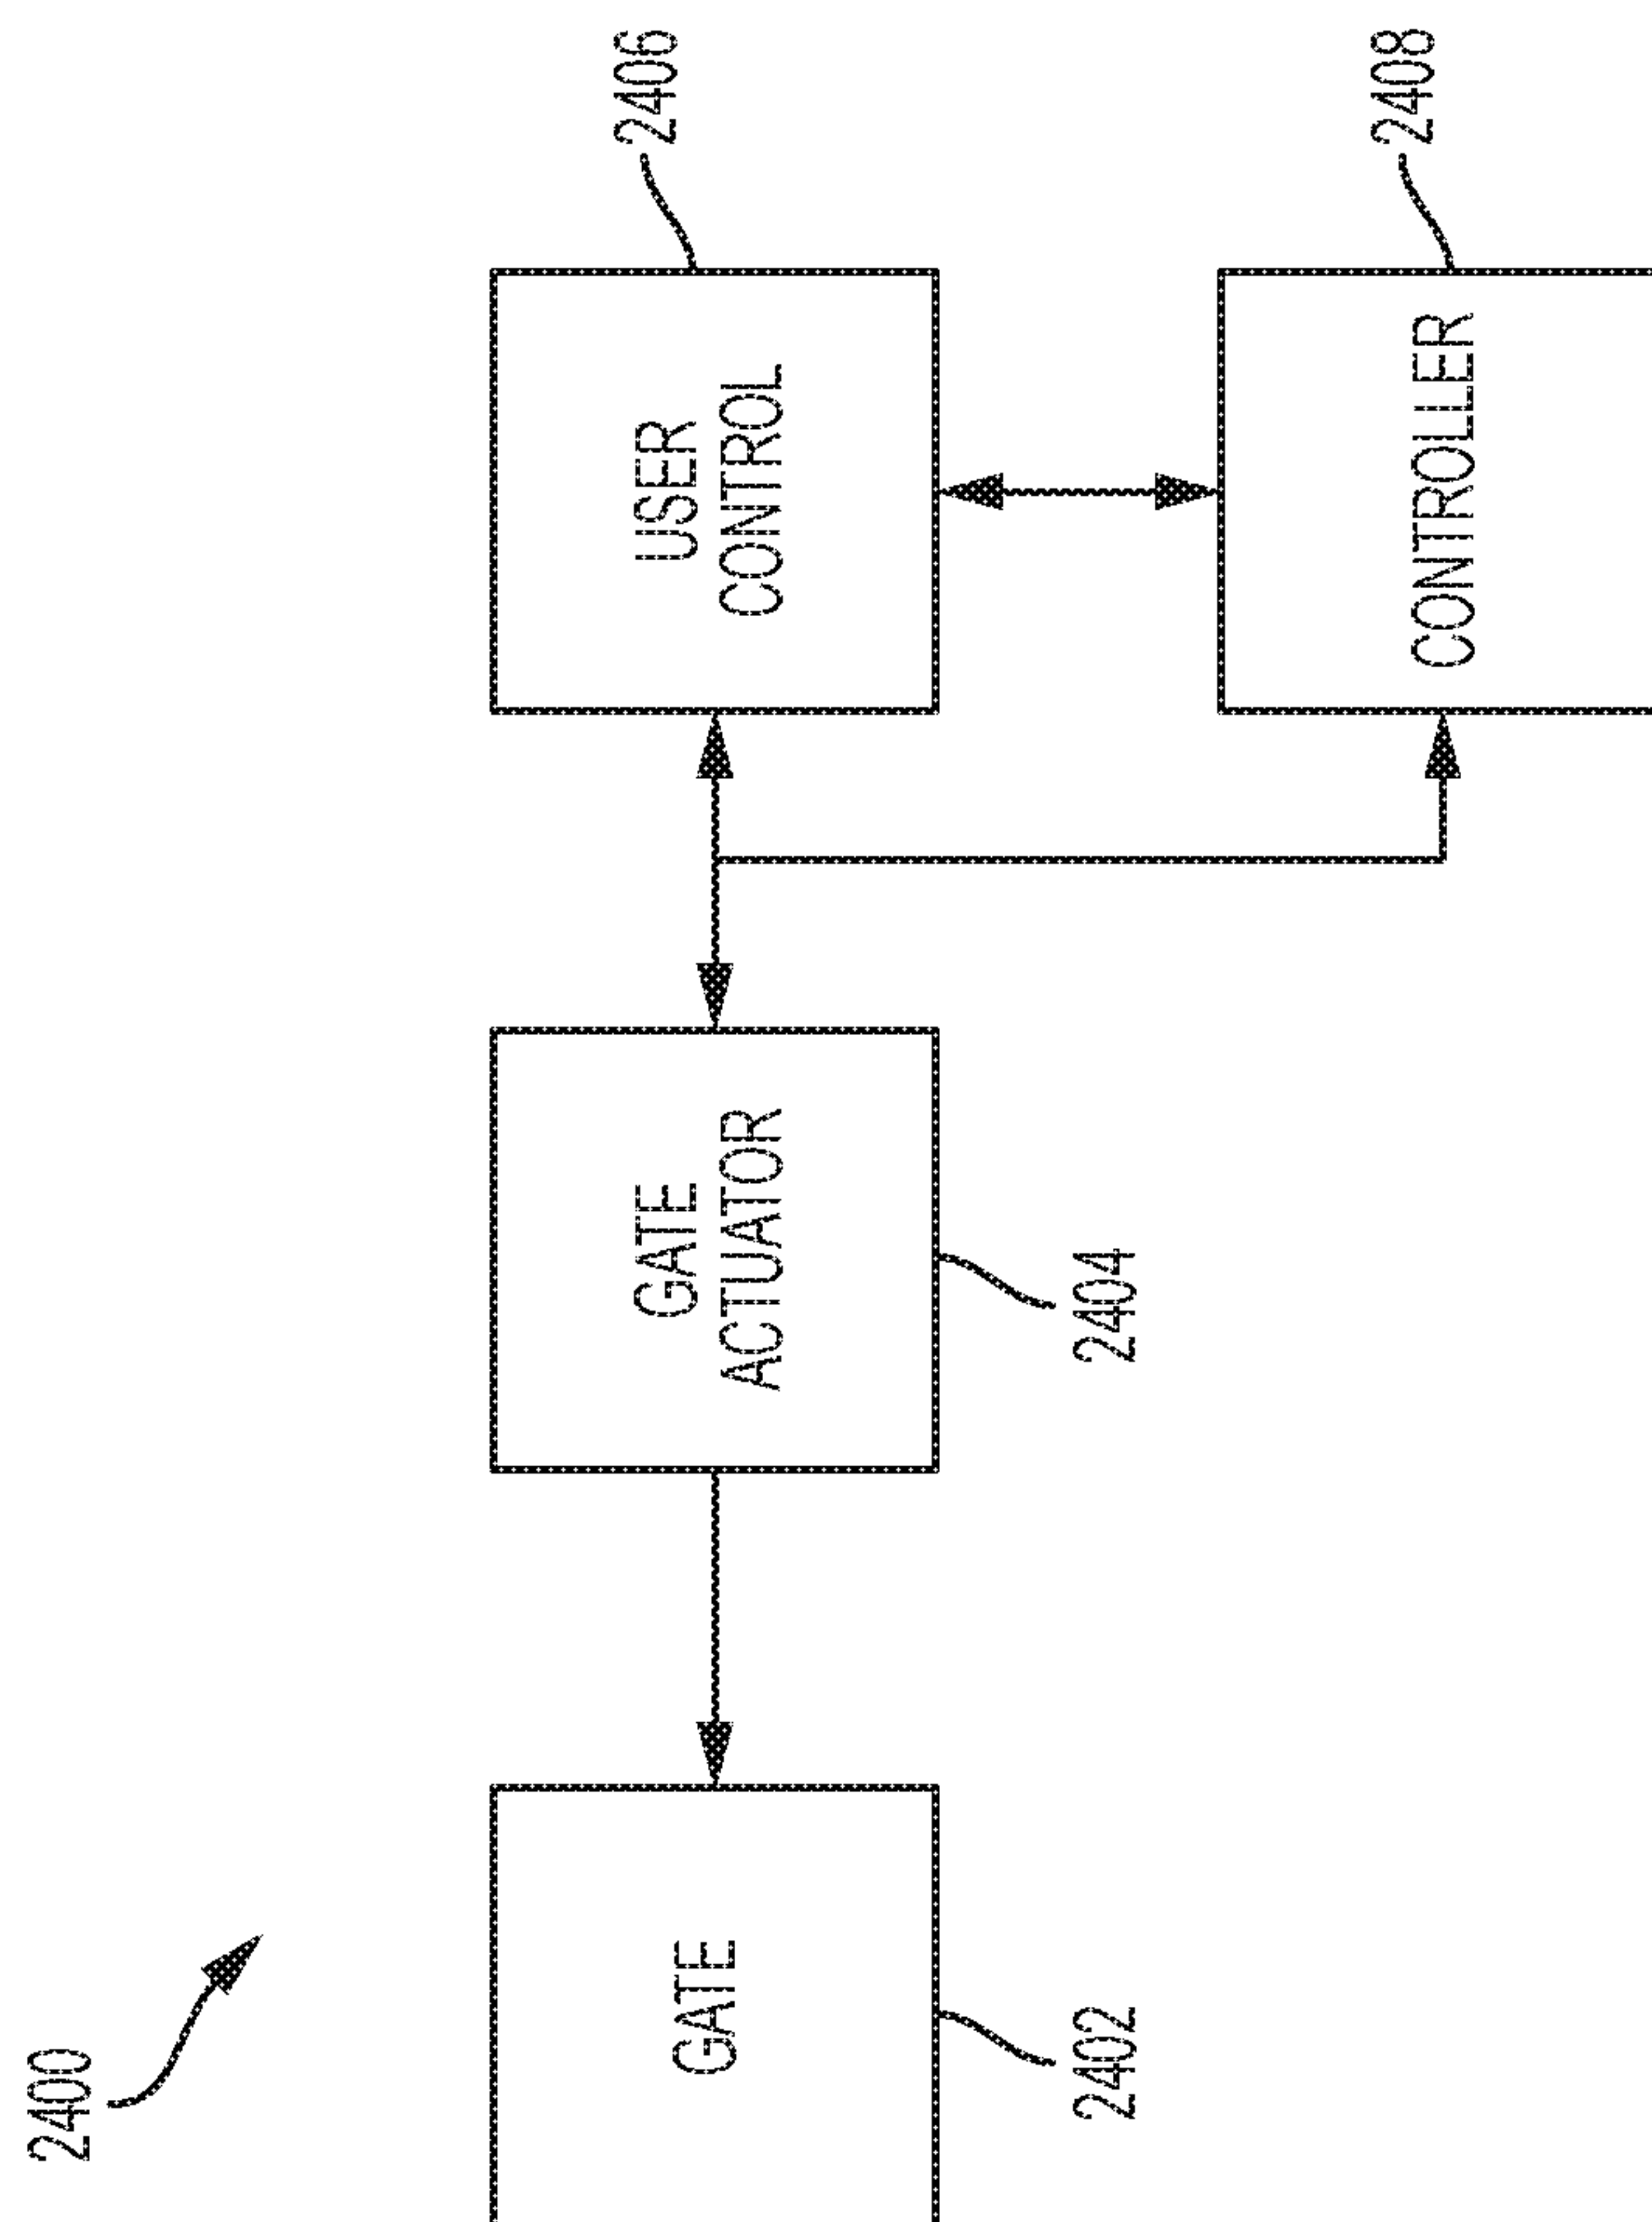 2400
GATE
2402
GATE
ACTUATOR
2404
USER
CONTROL
2406
CONTROLLER
2408